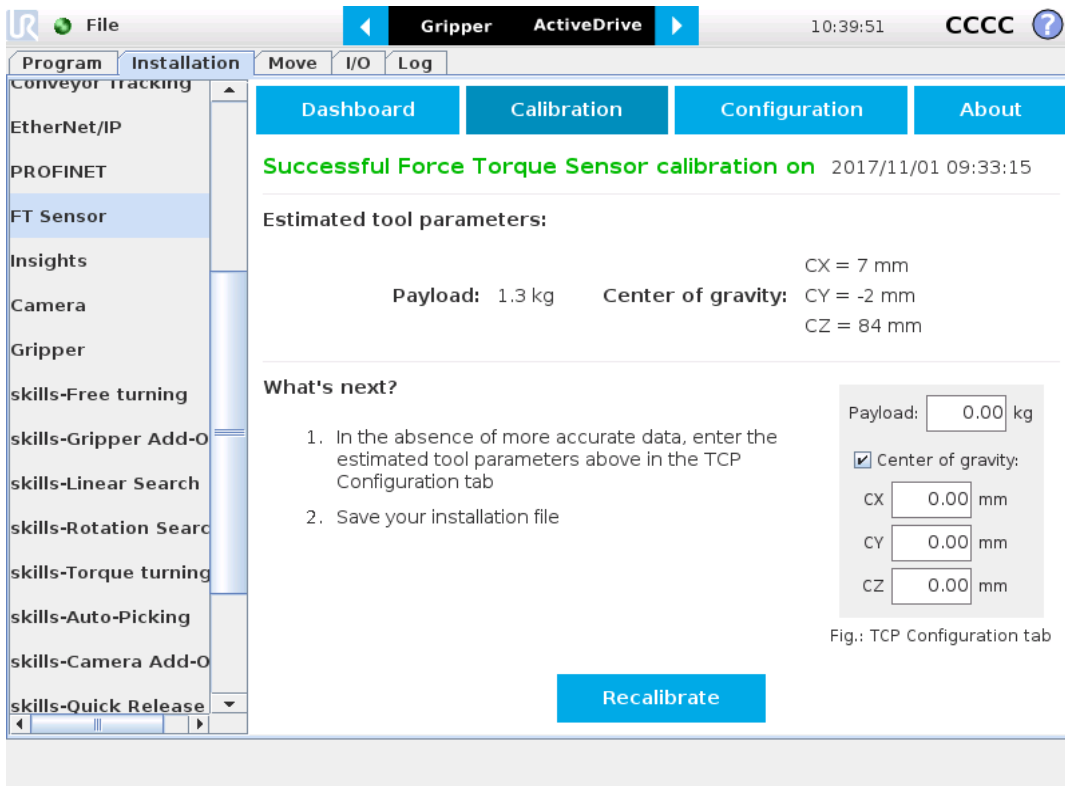 UR File Gripper ActiveDrive 10:39:51 CCCC ?
Program Installation Move I/O Log
Conveyor Tracking
EtherNet/IP
PROFINET
FT Sensor
Insights
Camera
Gripper
skills-Free turning
skills-Gripper Add-O
skills-Linear Search
skills-Rotation Searc
skills-Torque turning
skills-Auto-Picking
skills-Camera Add-O
skills-Quick Release
Dashboard Calibration Configuration About
Successful Force Torque Sensor calibration on 2017/11/01 09:33:15
Estimated tool parameters:
Payload: 1.3 kg Center of gravity:
CX = 7 mm
CY = -2 mm
CZ = 84 mm
What's next?
1. In the absence of more accurate data, enter the
estimated tool parameters above in the TCP
Configuration tab
2. Save your installation file
Payload: 0.00 kg
Center of gravity:
CX 0.00 mm
CY 0.00 mm
CZ 0.00 mm
Fig.: TCP Configuration tab
Recalibrate